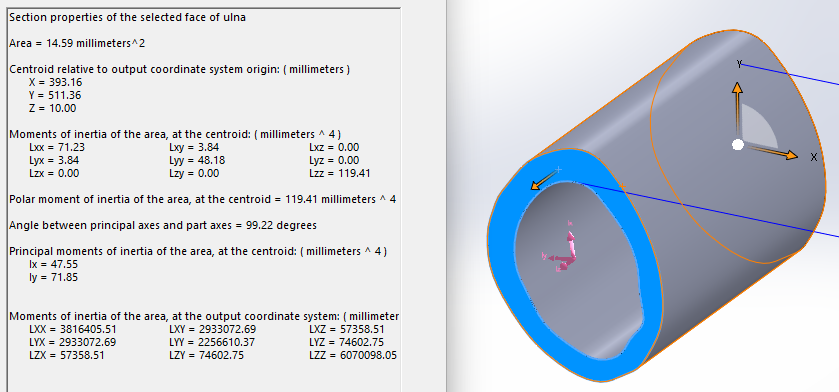 Section properties of the selected face of ulna
Area = 14.59 millimeters^2
Centroid relative to output coordinate system origin: ( millimeters )
X = 393.16
Y = 511.36
Z = 10.00
Moments of inertia of the area, at the centroid: ( millimeters ^ 4 )
Lxx = 71.23 Lxy = 3.84 Lxz = 0.00
Lyx = 3.84 Lyy = 48.18 Lyz = 0.00
Lzx = 0.00 Lzy = 0.00 Lzz = 119.41
Polar moment of inertia of the area, at the centroid = 119.41 millimeters ^ 4
Angle between principal axes and part axes = 99.22 degrees
Principal moments of inertia of the area, at the centroid: ( millimeters ^ 4 )
Ix = 47.55
Iy = 71.85
Moments of inertia of the area, at the output coordinate system: ( millimeter
LXX = 3816405.51 LXY = 2933072.69 LXZ = 57358.51
LYX = 2933072.69 LYY = 2256610.37 LYZ = 74602.75
LZX = 57358.51 LZY = 74602.75 LZZ = 6070098.05
Y
X